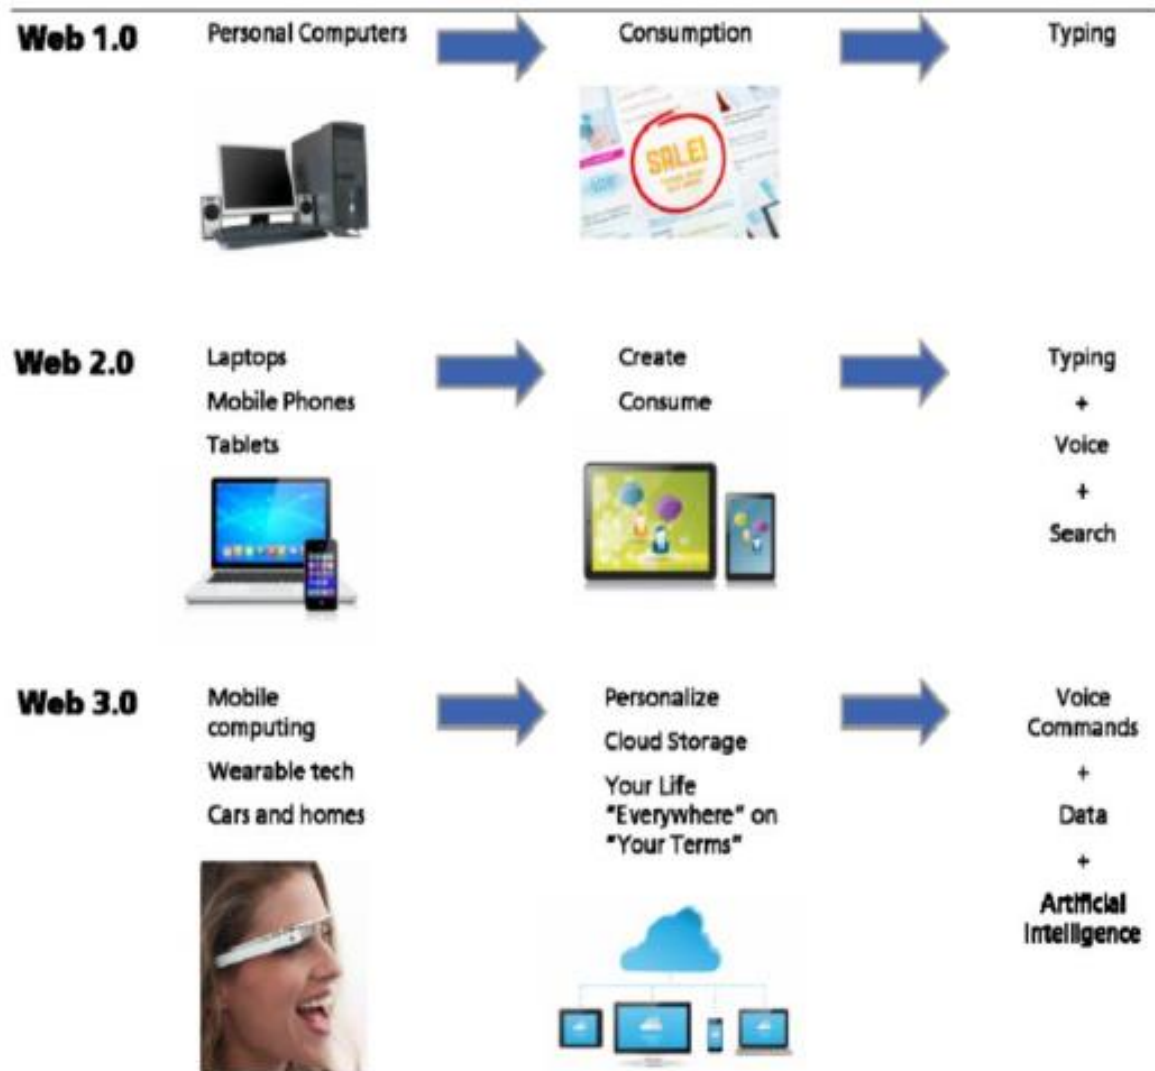 Web 1.0
Personal Computers
Consumption
Typing
SALE!
Web 2.0
Laptops
Mobile Phones
Tablets
Create
Consume
Typing
+
Voice
+
Search
Web 3.0
Mobile
computing
Wearable tech
Cars and homes
Personalize
Cloud Storage
Your Life
"Everywhere" on
"Your Terms"
Voice
Commands
+
Data
+
Artificial
Intelligence